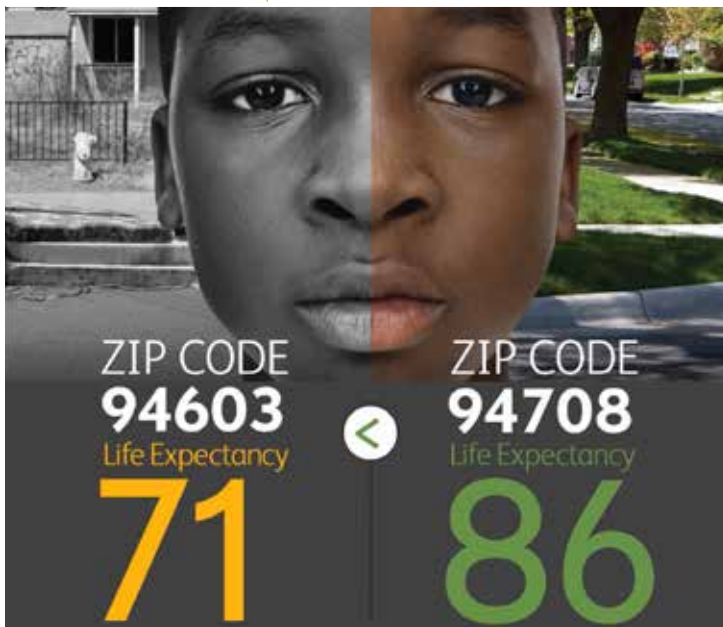 ZIP CODE
94603
Life Expectancy
71
<
ZIP CODE
94708
Life Expectancy
86